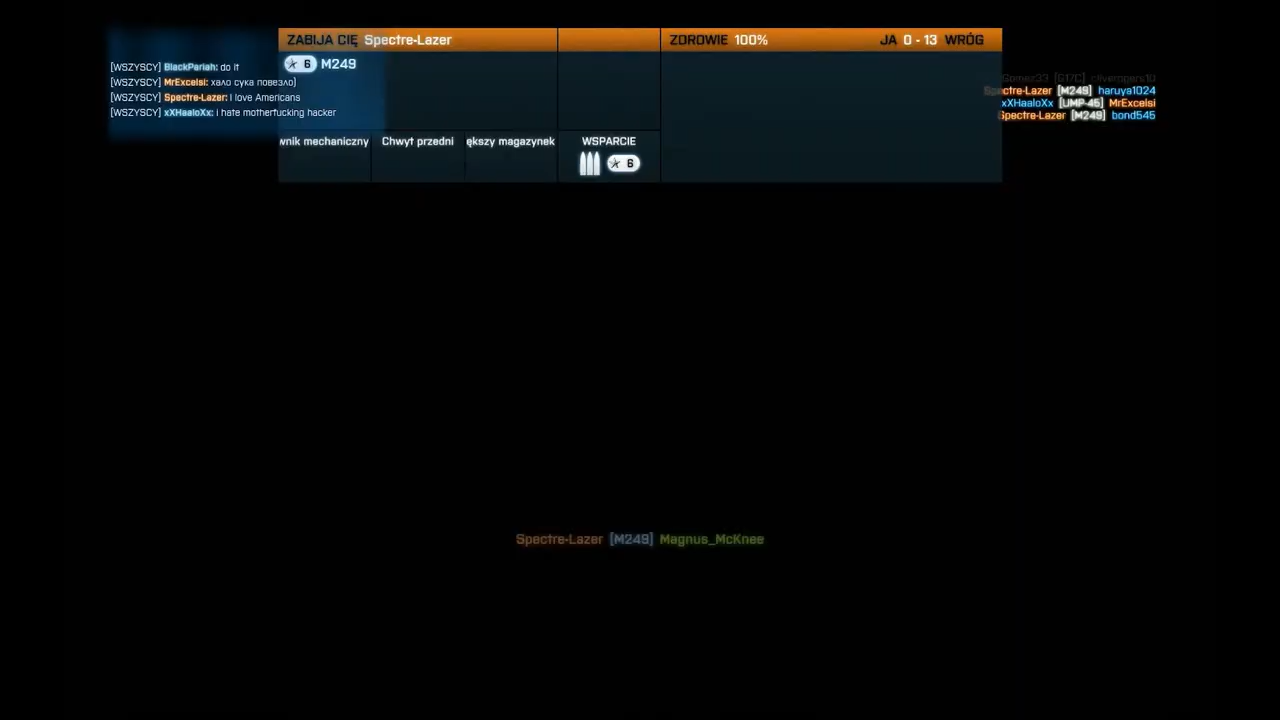 ZABIJA CIĘ Spectre-Lazer
ZDROWIE 100%
JA 0 - 13 WRÓG
6 M249
wnik mechaniczny
Chwyt przedni
ększy magazynek
WSPARCIE
6
[WSZYSCY] BlackPariah: do it
[WSZYSCY] MrExcelsi: хало сука повезло)
[WSZYSCY] Spectre-Lazer: I love Americans
[WSZYSCY] xXHaaloXx: i hate motherfucking hacker
[G17C]
Spectre-Lazer [M249] haruya1024
xXHaaloXx [UMP-45] MrExcelsi
Spectre-Lazer [M249] bond545
Spectre-Lazer [M249] Magnus_McKnee